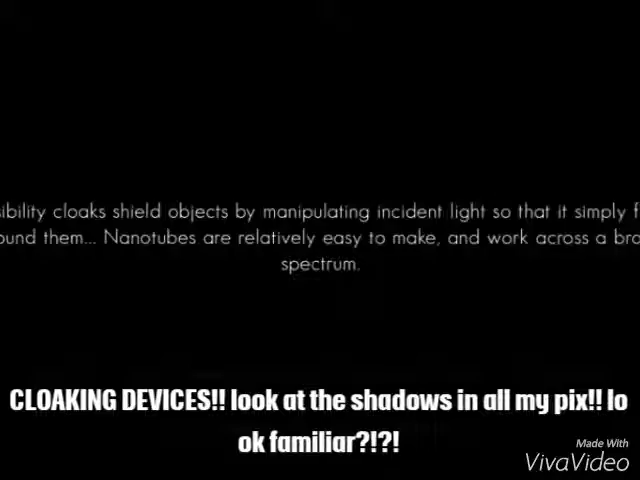 sibility cloaks shield objects by manipulating incident light so that it simply f
ound them... Nanotubes are relatively easy to make, and work across a bro
spectrum.
CLOAKING DEVICES!! look at the shadows in all my pix!! lo
ok familiar?!?!
Made With
VivaVideo